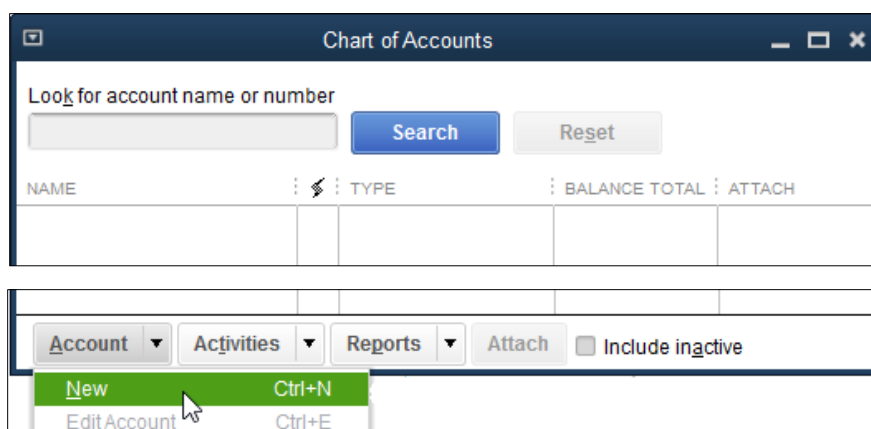 Chart of Accounts
Look for account name or number
Search Reset
NAME TYPE BALANCE TOTAL ATTACH
Account Activities Reports Attach Include inactive
New Ctrl+N
Edit Account Ctrl+E